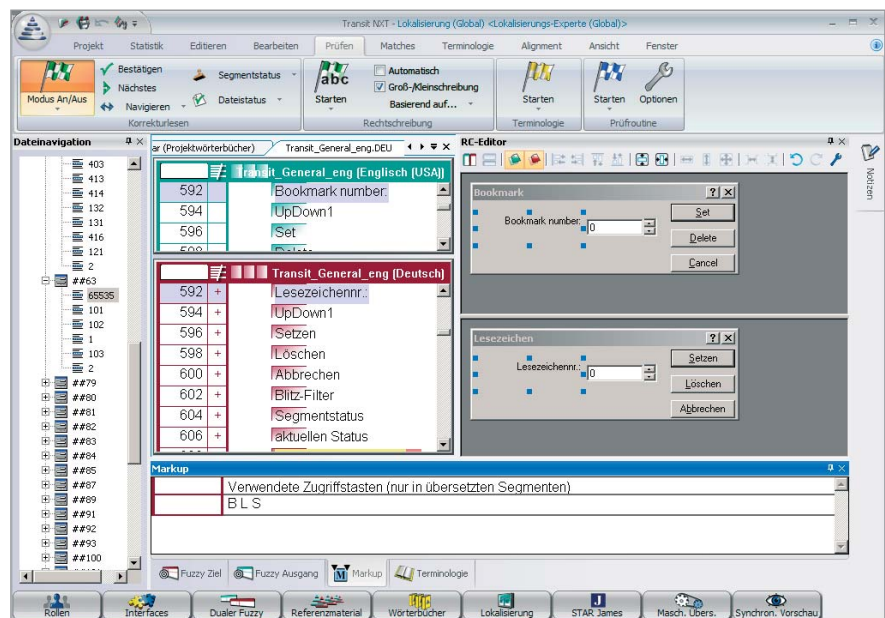 Transit NXT - Lokalisierung (Global) <Lokalisierungs-Experte (Global)>
Projekt Statistik Editieren Bearbeiten Prüfen Matches Terminologie Alignment Ansicht Fenster
Modus An/Aus
Bestätigen
Nächstes
Navigieren
Segmentstatus
Dateistatus
Korrekturlesen
abc
Starten
Automatisch
Groß-/Kleinschreibung
Basierend auf...
Rechtschreibung
Starten
Terminologie
Starten
Optionen
Prüfroutine
Dateinavigation
403
413
414
132
131
416
121
2
##63
65535
101
102
1
103
2
##79
##80
##81
##82
##83
##84
##85
##87
##89
##91
##92
##93
##100
ar (Projektwörterbücher) Transit_General_eng.DEU
Transit_General_eng (Englisch (USA))
592 Bookmark number:
594 UpDown1
596 Set
598 Delete
Transit_General_eng (Deutsch)
592 + Lesezeichennr.:
594 + UpDown1
596 + Setzen
598 + Löschen
600 + Abbrechen
602 + Blitz-Filter
604 + Segmentstatus
606 + aktuellen Status
RC-Editor
Bookmark
Bookmark number:
0
Set
Delete
Cancel
Lesezeichen
Lesezeichennr.:
0
Setzen
Löschen
Abbrechen
Notizen
Markup
Verwendete Zugriffstasten (nur in übersetzten Segmenten)
B L S
Fuzzy Ziel Fuzzy Ausgang Markup Terminologie
Rollen Interfaces Dualer Fuzzy Referenzmaterial Wörterbücher Lokalisierung STAR James Masch. Übers. Synchron. Vorschau